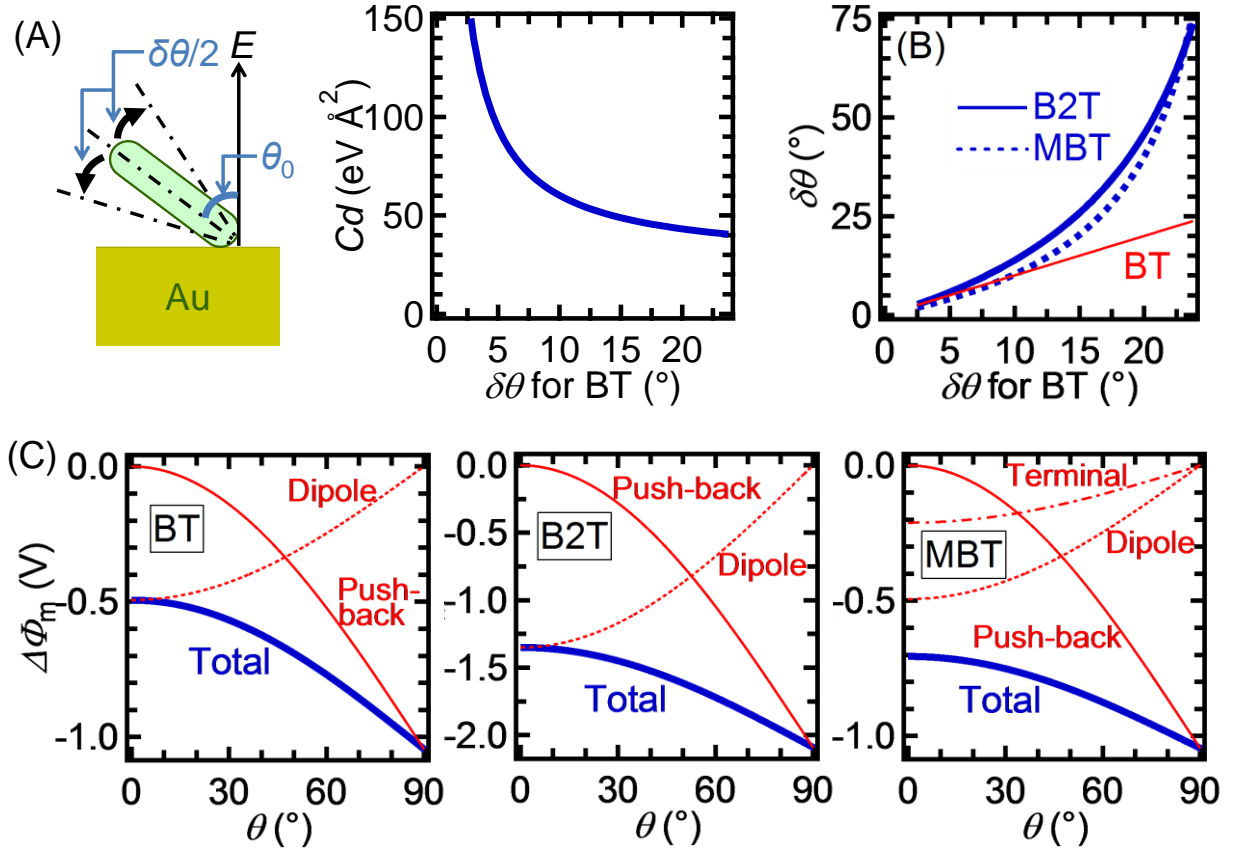 (A)
δθ/2
E
θ0
Au
Cd (eV Å2)
150
100
50
0
0 5 10 15 20
δθ for BT (°)
(B)
δθ (°)
75
50
25
0
B2T
MBT
BT
0 5 10 15 20
δθ for BT (°)
(C)
ΔΦm (V)
0.0
-0.5
-1.0
Dipole
BT
Push-
back
Total
0 30 60 90
θ (°)
0.0
-0.5
-1.0
-1.5
-2.0
Push-back
B2T
Dipole
Total
0 30 60 90
θ (°)
0.0
-0.5
-1.0
Terminal
Dipole
MBT
Push-back
Total
0 30 60 90
θ (°)